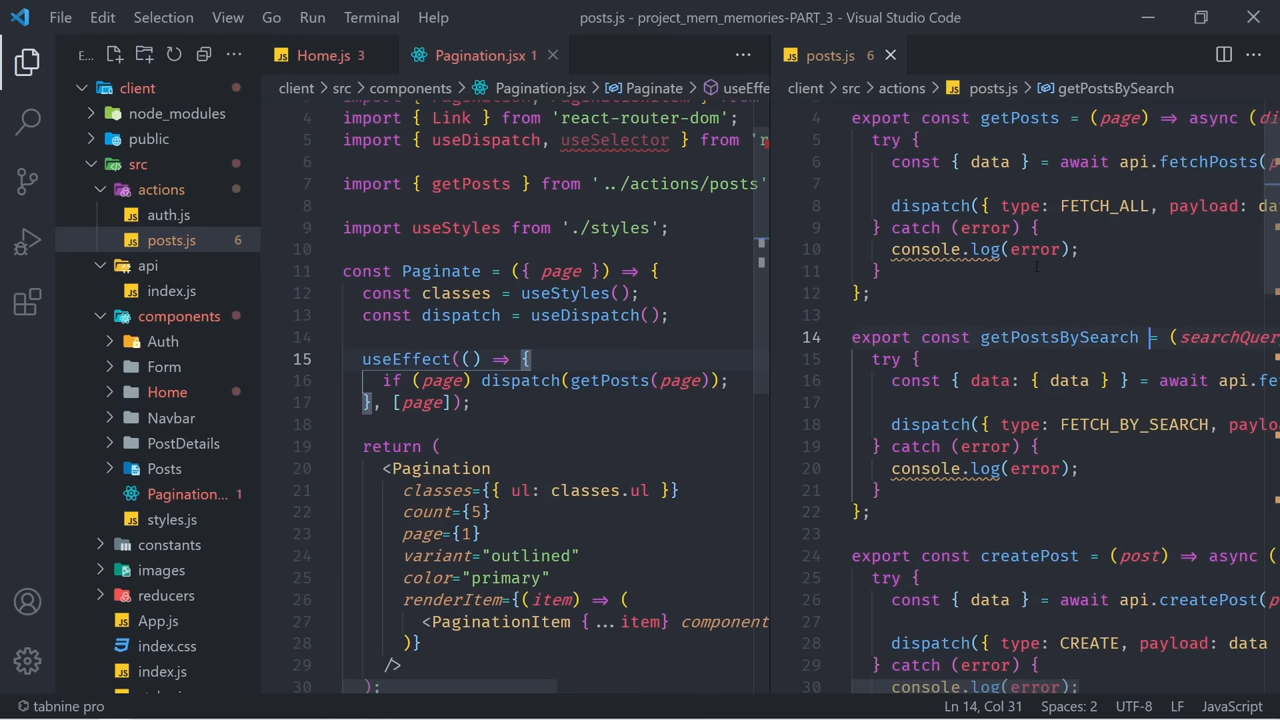 File Edit Selection View Go Run Terminal Help
posts.js - project_mern_memories-PART_3 - Visual Studio Code
E...
client
node_modules
public
src
actions
auth.js
posts.js 6
api
index.js
components
Auth
Form
Home
Navbar
PostDetails
Posts
Pagination... 1
styles.js
constants
images
reducers
App.js
index.css
index.js
Home.js 3
Pagination.jsx 1
client > src > components > Pagination.jsx > Paginate > useEffe
4 import { Link } from 'react-router-dom';
5 import { useDispatch, useSelector } from 'r
6
7 import { getPosts } from '../actions/posts'
8
9 import useStyles from './styles';
10
11 const Paginate = ({ page }) => {
12 const classes = useStyles();
13 const dispatch = useDispatch();
14
15 useEffect(() => {
16 if (page) dispatch(getPosts(page));
17 }, [page]);
18
19 return (
20 <Pagination
21 classes={{ ul: classes.ul }}
22 count={5}
23 page={1}
24 variant="outlined"
25 color="primary"
26 renderItem={(item) => (
27 <PaginationItem {...item} component
28 )}
29 />
30 );
posts.js 6
client > src > actions > posts.js > getPostsBySearch
4 export const getPosts = (page) => async (di
5 try {
6 const { data } = await api.fetchPosts(p
7
8 dispatch({ type: FETCH_ALL, payload: da
9 } catch (error) {
10 console.log(error);
11 }
12 };
13
14 export const getPostsBySearch = (searchQuer
15 try {
16 const { data: { data } } = await api.fe
17
18 dispatch({ type: FETCH_BY_SEARCH, paylo
19 } catch (error) {
20 console.log(error);
21 }
22 };
23
24 export const createPost = (post) => async (
25 try {
26 const { data } = await api.createPost(p
27
28 dispatch({ type: CREATE, payload: data
29 } catch (error) {
30 console.log(error);
tabnine pro
Ln 14, Col 31 Spaces: 2 UTF-8 LF JavaScript